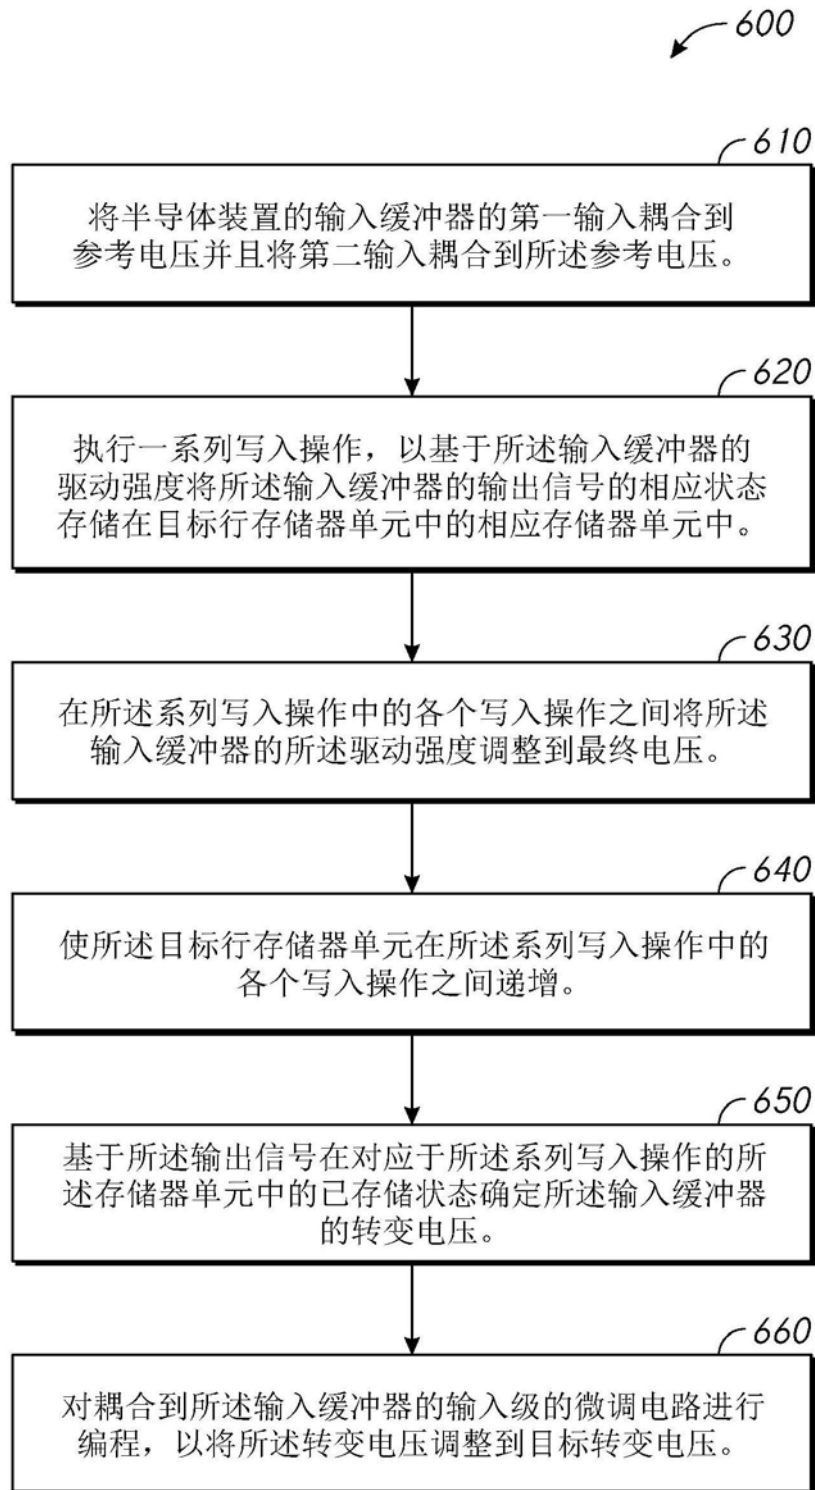 600
610
将半导体装置的输入缓冲器的第一输入耦合到
参考电压并且将第二输入耦合到所述参考电压。
620
执行一系列写入操作，以基于所述输入缓冲器的
驱动强度将所述输入缓冲器的输出信号的相应状态
存储在目标行存储器单元中的相应存储器单元中。
630
在所述系列写入操作中的各个写入操作之间将所述
输入缓冲器的所述驱动强度调整到最终电压。
640
使所述目标行存储器单元在所述系列写入操作中的
各个写入操作之间递增。
650
基于所述输出信号在对应于所述系列写入操作的所
述存储器单元中的已存储状态确定所述输入缓冲器
的转变电压。
660
对耦合到所述输入缓冲器的输入级的微调电路进行
编程，以将所述转变电压调整到目标转变电压。